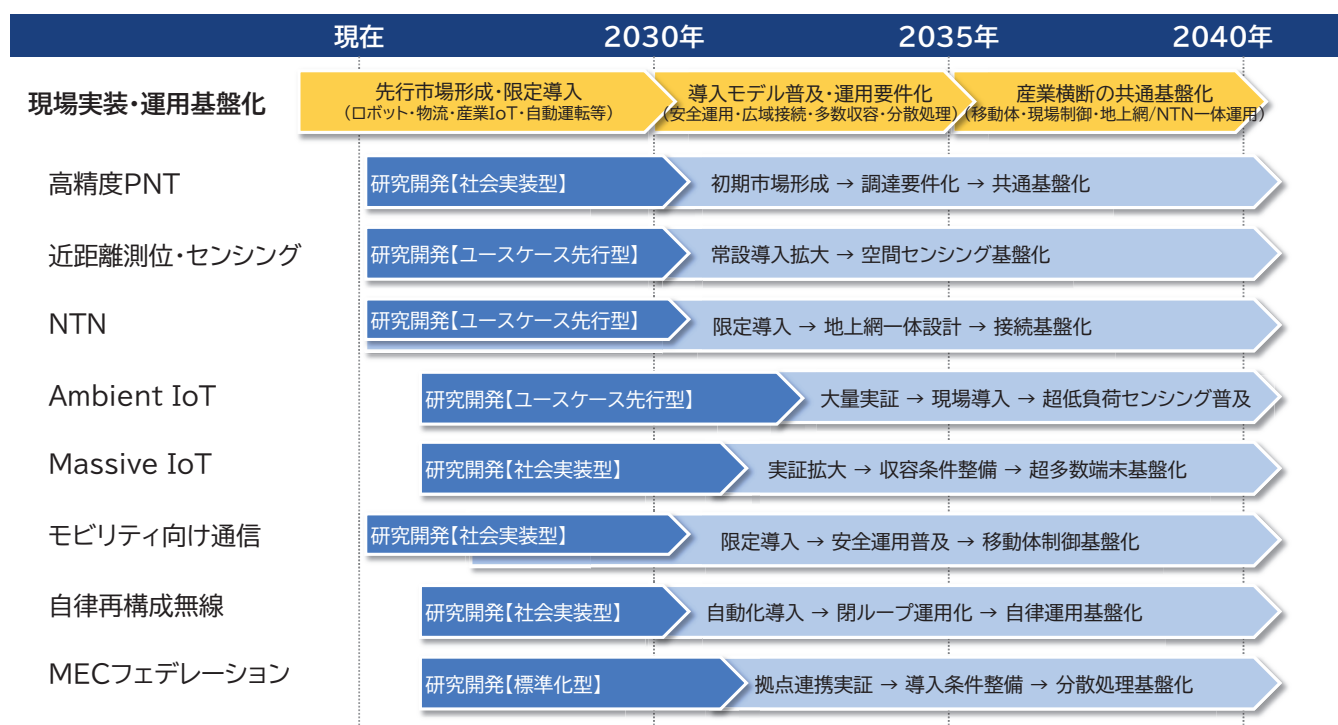 現在 2030年 2035年 2040年
現場実装・運用基盤化
先行市場形成・限定導入
（ロボット・物流・産業IoT・自動運転等）
導入モデル普及・運用要件化
（安全運用・広域接続・多数収容・分散処理）
産業横断の共通基盤化
（移動体・現場制御・地上網/NTN一体運用）
高精度PNT
研究開発【社会実装型】
初期市場形成 → 調達要件化 → 共通基盤化
近距離測位・センシング
研究開発【ユースケース先行型】
常設導入拡大 → 空間センシング基盤化
NTN
研究開発【ユースケース先行型】
限定導入 → 地上網一体設計 → 接続基盤化
Ambient IoT
研究開発【ユースケース先行型】
大量実証 → 現場導入 → 超低負荷センシング普及
Massive IoT
研究開発【社会実装型】
実証拡大 → 収容条件整備 → 超多数端末基盤化
モビリティ向け通信
研究開発【社会実装型】
限定導入 → 安全運用普及 → 移動体制御基盤化
自律再構成無線
研究開発【社会実装型】
自動化導入 → 閉ループ運用化 → 自律運用基盤化
MECフェデレーション
研究開発【標準化型】
拠点連携実証 → 導入条件整備 → 分散処理基盤化